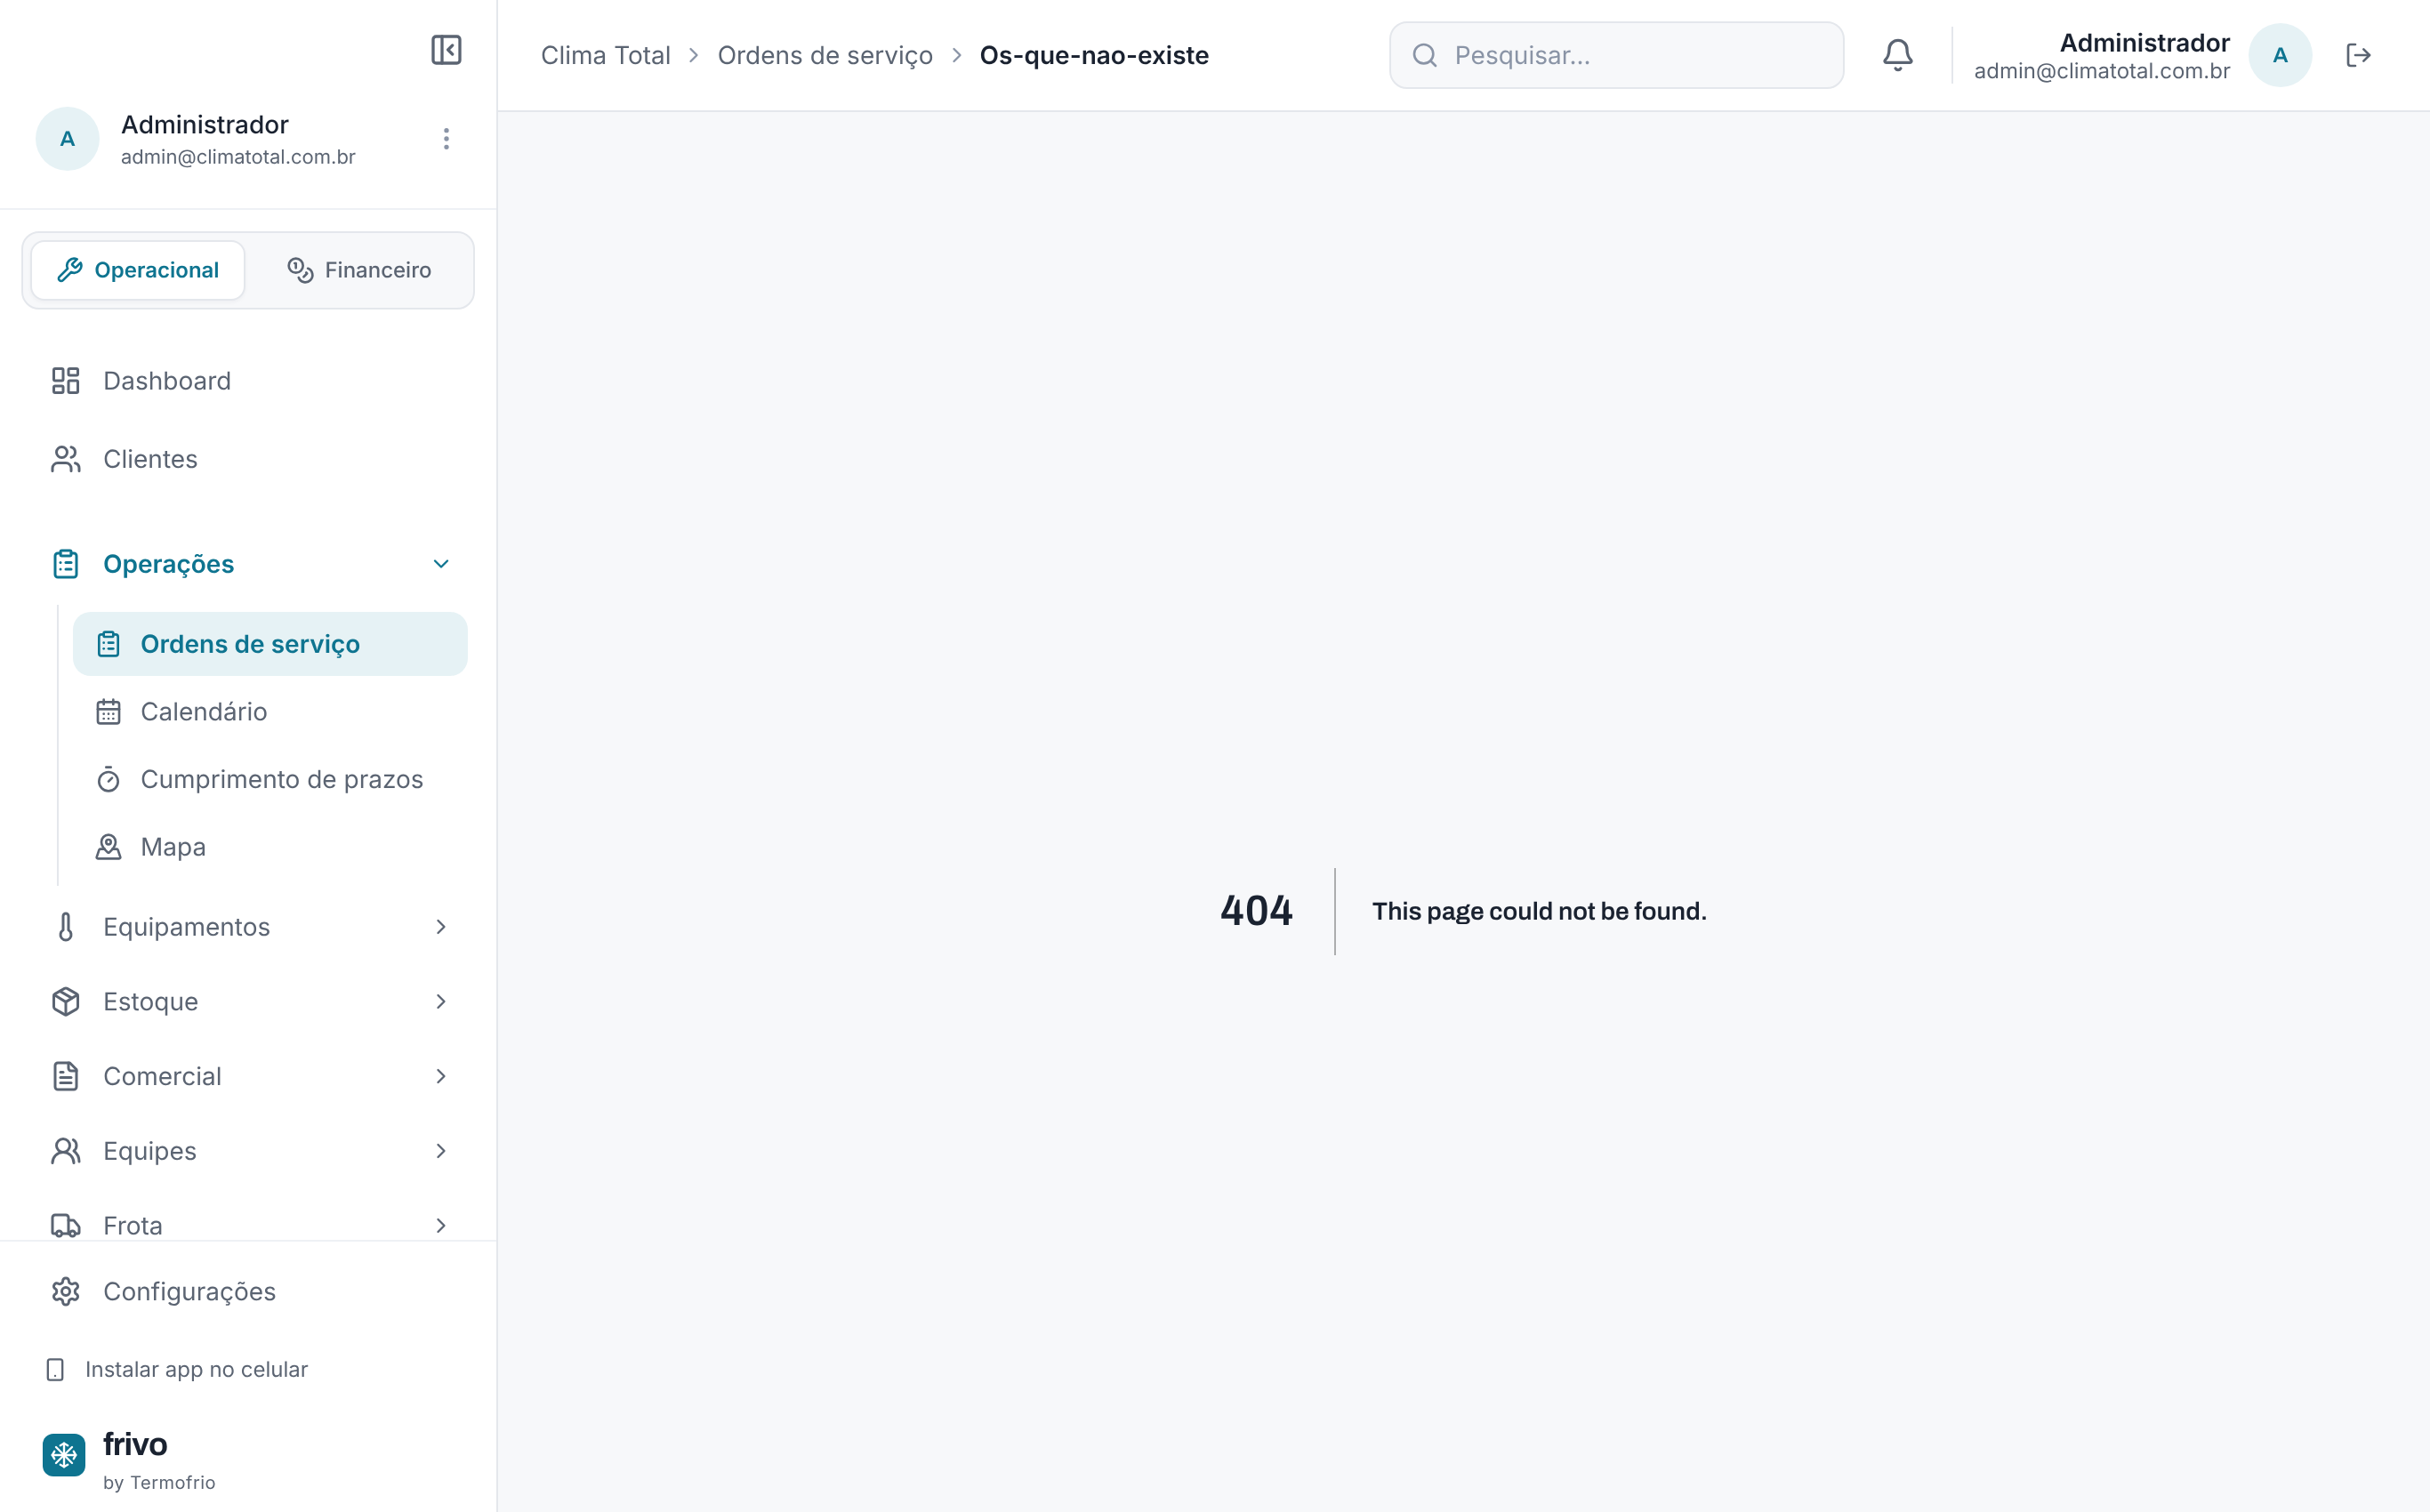 Administrador
admin@climatotal.com.br
A
Operacional
Financeiro
Dashboard
Clientes
Operações
Ordens de serviço
Calendário
Cumprimento de prazos
Mapa
Equipamentos
Estoque
Comercial
Equipes
Frota
Configurações
Instalar app no celular
frivo
by Termofrio
Clima Total > Ordens de serviço > Os-que-nao-existe
Pesquisar...
Administrador
admin@climatotal.com.br
A
404
This page could not be found.